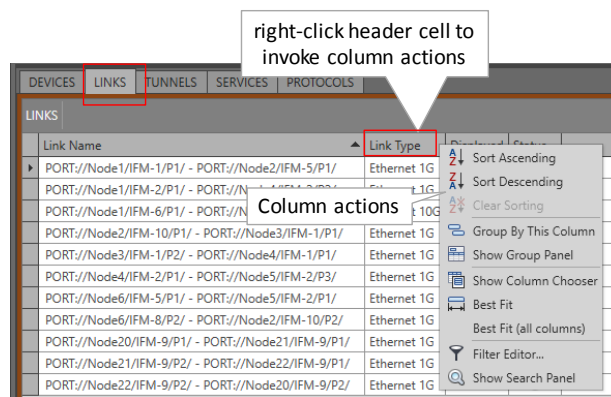 right-click header cell to
invoke column actions
DEVICES LINKS TUNNELS SERVICES PROTOCOLS
LINKS
Link Name Link Type Displayed Status
PORT://Node1/IFM-1/P1/ - PORT://Node2/IFM-5/P1/ Ethernet 1G
PORT://Node1/IFM-2/P1/ - Ethernet 1G
PORT://Node1/IFM-6/P1/ - 10G
PORT://Node2/IFM-10/P1/ - PORT://Node3/IFM-1/P1/ Ethernet 1G
PORT://Node3/IFM-1/P2/ - PORT://Node4/IFM-1/P1/ Ethernet 1G
PORT://Node4/IFM-2/P1/ - PORT://Node5/IFM-2/P3/ Ethernet 1G
PORT://Node6/IFM-5/P1/ - PORT://Node5/IFM-2/P1/ Ethernet 1G
PORT://Node6/IFM-8/P2/ - PORT://Node2/IFM-10/P2/ Ethernet 1G
PORT://Node20/IFM-9/P1/ - PORT://Node21/IFM-9/P1/ Ethernet 1G
PORT://Node21/IFM-9/P2/ - PORT://Node22/IFM-9/P1/ Ethernet 1G
PORT://Node22/IFM-9/P2/ - PORT://Node20/IFM-9/P2/ Ethernet 1G
Column actions
Sort Ascending
Sort Descending
Clear Sorting
Group By This Column
Show Group Panel
Show Column Chooser
Best Fit
Best Fit (all columns)
Filter Editor...
Show Search Panel